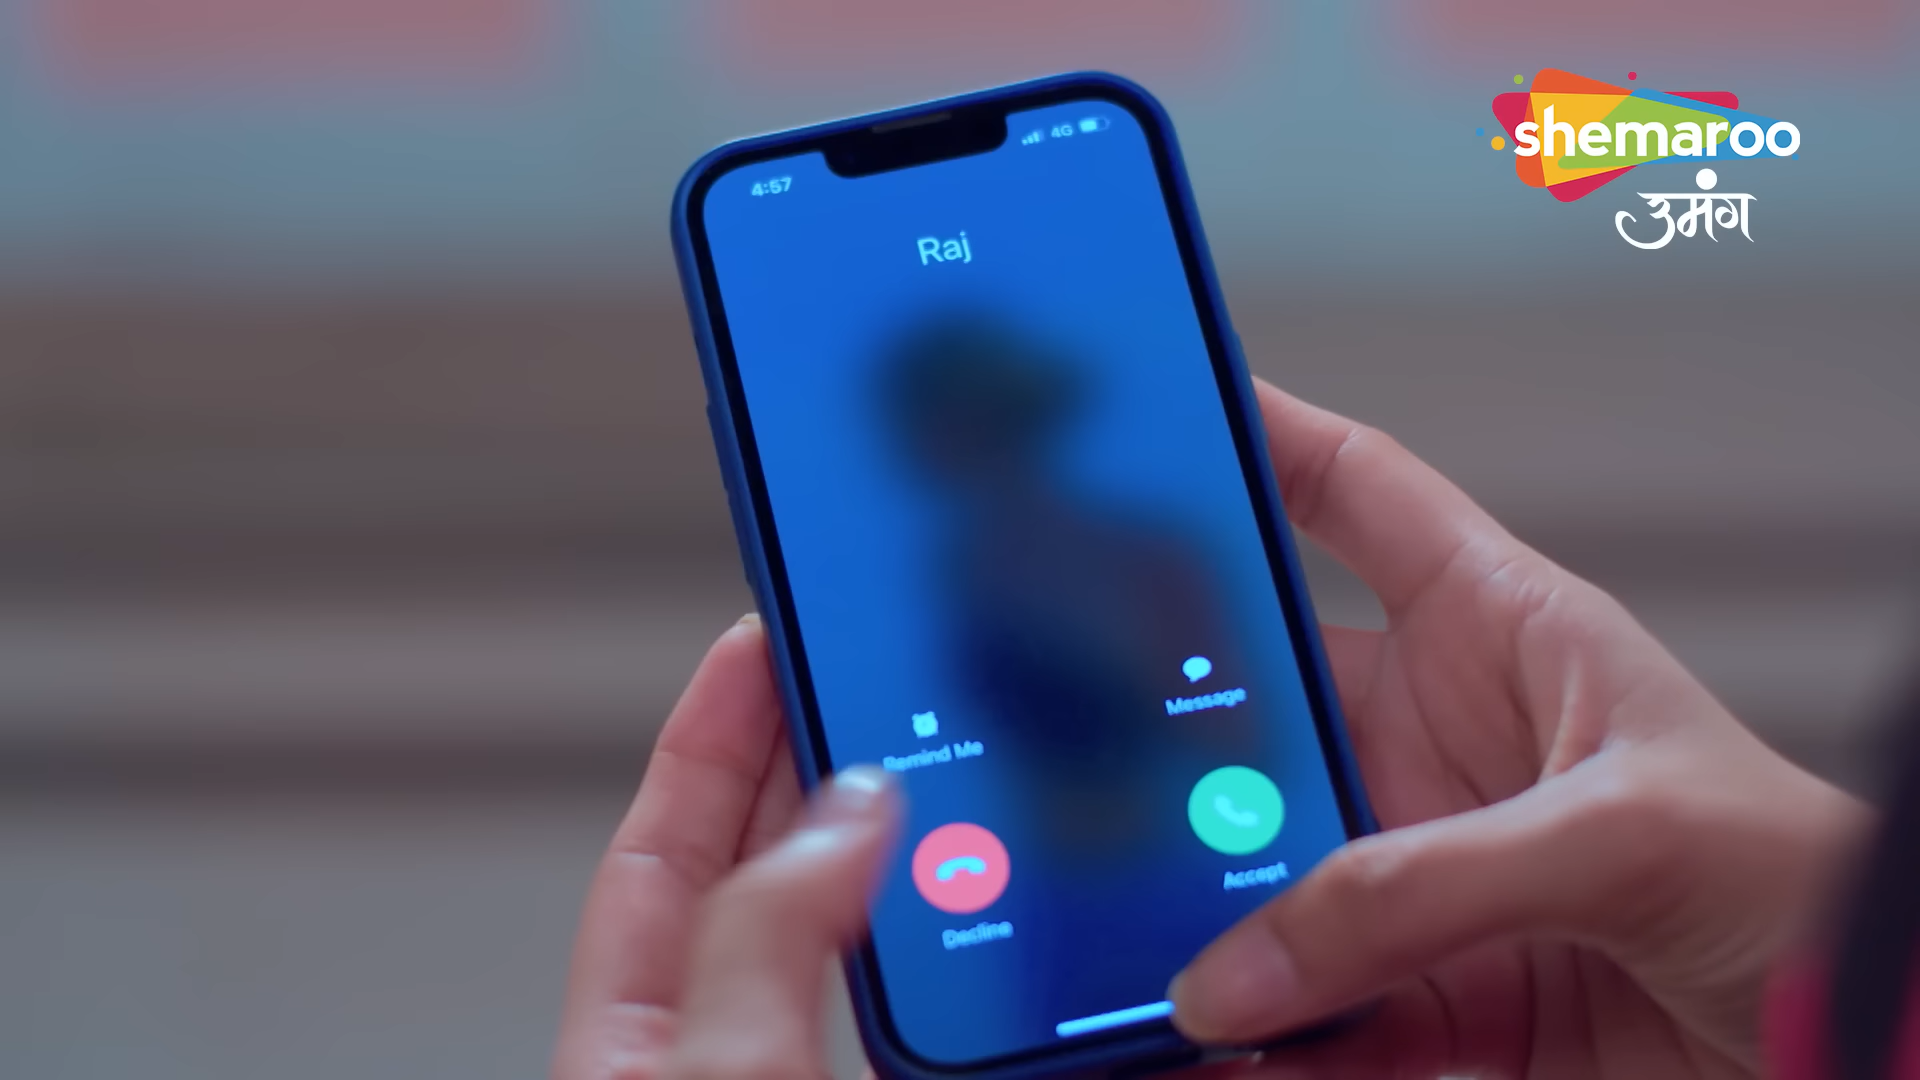 4:57
4G
Raj
shemaroo
उमंग
Message
Remind Me
Accept
Decline